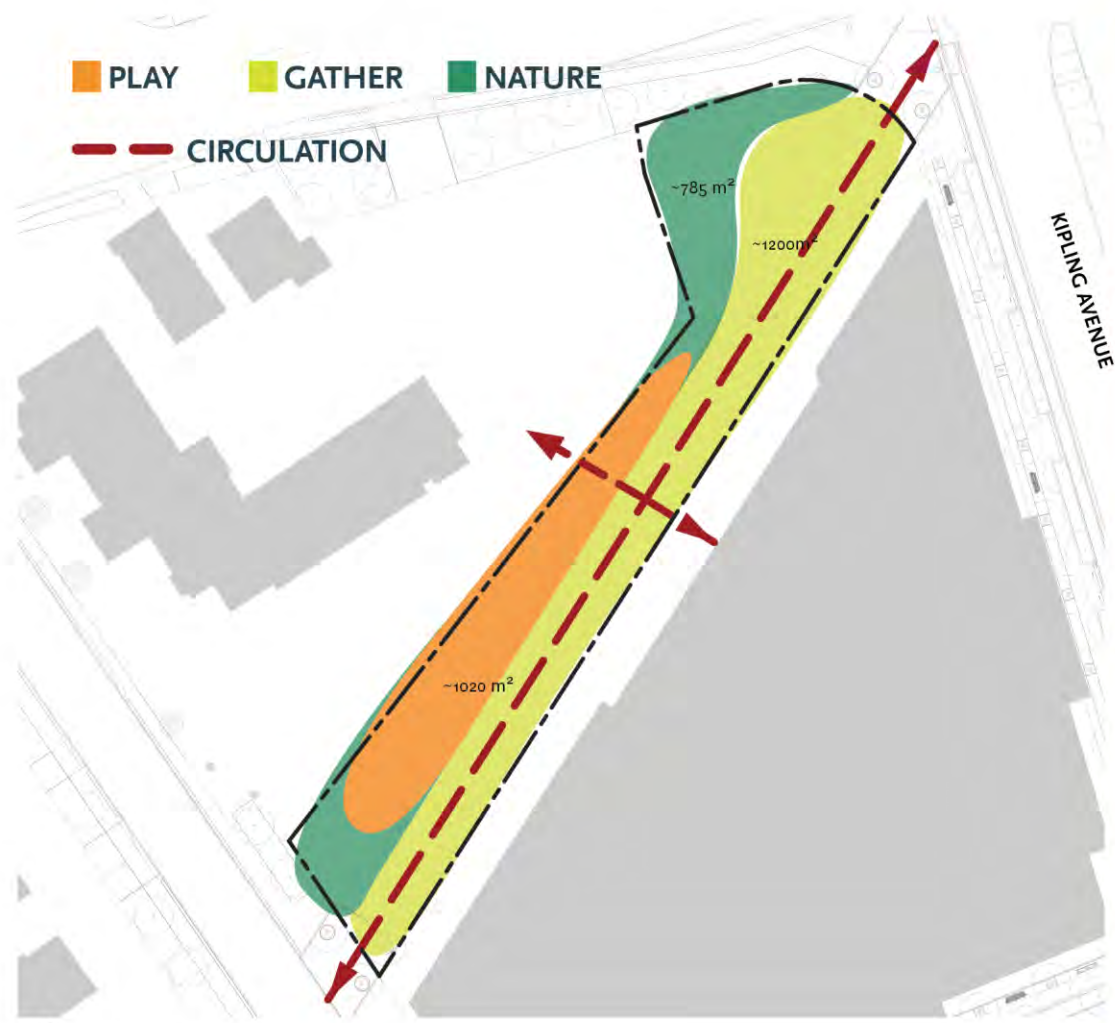 PLAY GATHER NATURE
CIRCULATION
~785 m²
~1200m²
KIPLING AVENUE
~1020 m²